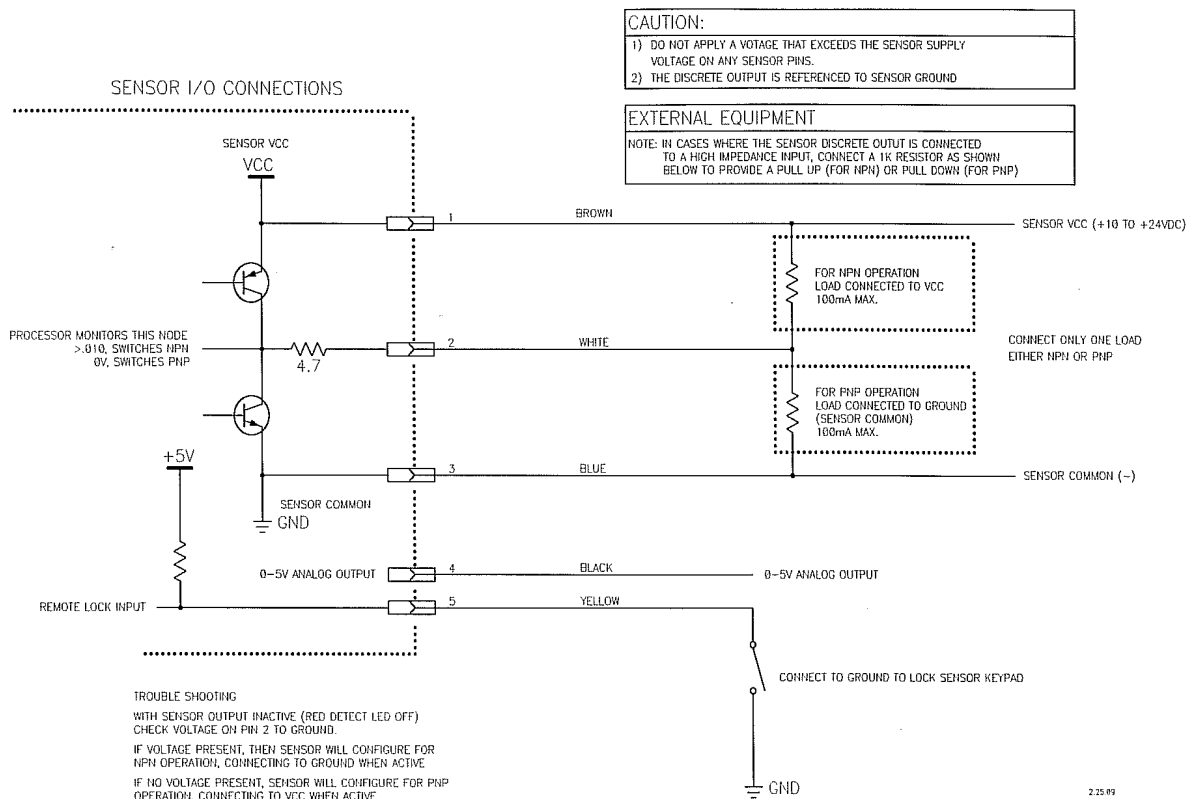 CAUTION:
1) DO NOT APPLY A VOTAGE THAT EXCEEDS THE SENSOR SUPPLY
VOLTAGE ON ANY SENSOR PINS.
2) THE DISCRETE OUTPUT IS REFERENCED TO SENSOR GROUND
EXTERNAL EQUIPMENT
NOTE: IN CASES WHERE THE SENSOR DISCRETE OUTUT IS CONNECTED
TO A HIGH IMPEDANCE INPUT, CONNECT A 1K RESISTOR AS SHOWN
BELOW TO PROVIDE A PULL UP (FOR NPN) OR PULL DOWN (FOR PNP)
SENSOR I/O CONNECTIONS
SENSOR VCC
VCC
1
BROWN
SENSOR VCC (+10 TO +24VDC)
FOR NPN OPERATION
LOAD CONNECTED TO VCC
100mA MAX.
PROCESSOR MONITORS THIS NODE
>.010, SWITCHES NPN
0V, SWITCHES PNP
4.7
2
WHITE
CONNECT ONLY ONE LOAD
EITHER NPN OR PNP
FOR PNP OPERATION
LOAD CONNECTED TO GROUND
(SENSOR COMMON)
100mA MAX.
+5V
3
BLUE
SENSOR COMMON (-)
SENSOR COMMON
GND
0-5V ANALOG OUTPUT
4
BLACK
0-5V ANALOG OUTPUT
REMOTE LOCK INPUT
5
YELLOW
CONNECT TO GROUND TO LOCK SENSOR KEYPAD
GND
TROUBLE SHOOTING
WITH SENSOR OUTPUT INACTIVE (RED DETECT LED OFF)
CHECK VOLTAGE ON PIN 2 TO GROUND.
IF VOLTAGE PRESENT, THEN SENSOR WILL CONFIGURE FOR
NPN OPERATION, CONNECTING TO GROUND WHEN ACTIVE
IF NO VOLTAGE PRESENT, SENSOR WILL CONFIGURE FOR PNP
OPERATION, CONNECTING TO VCC WHEN ACTIVE
2.25.09